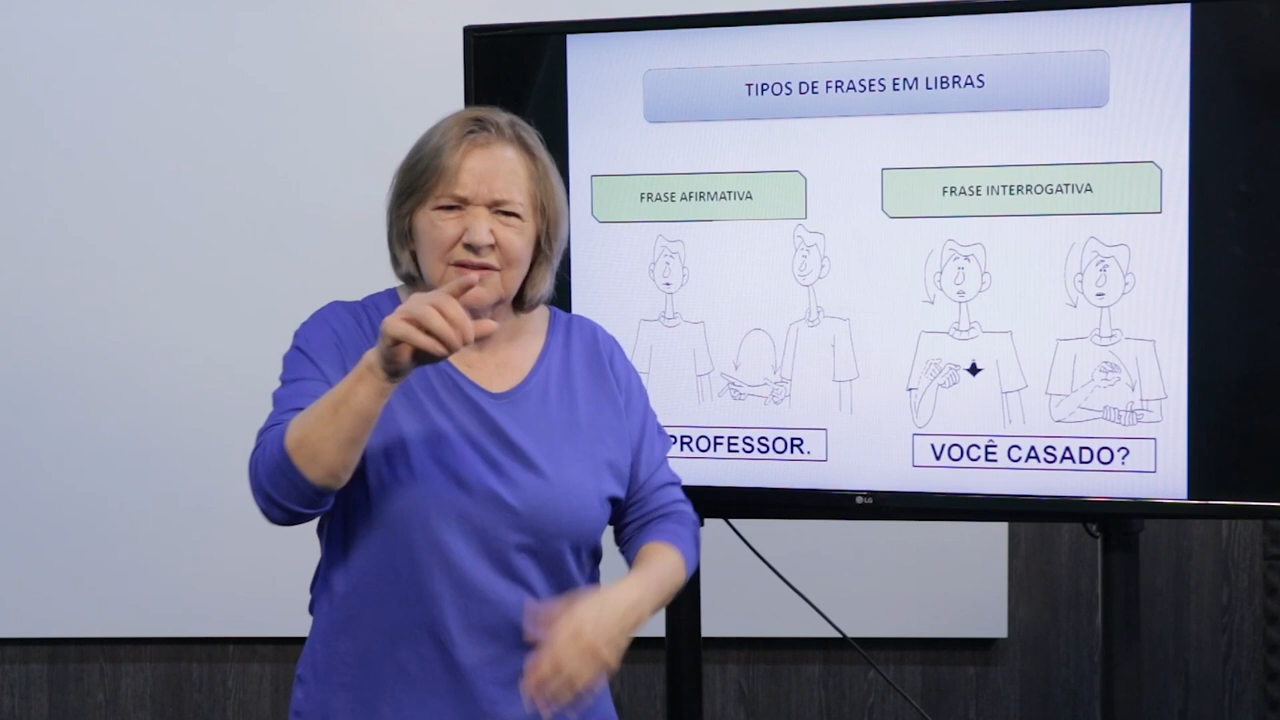 TIPOS DE FRASES EM LIBRAS
FRASE AFIRMATIVA
FRASE INTERROGATIVA
PROFESSOR.
VOCÊ CASADO?
LG